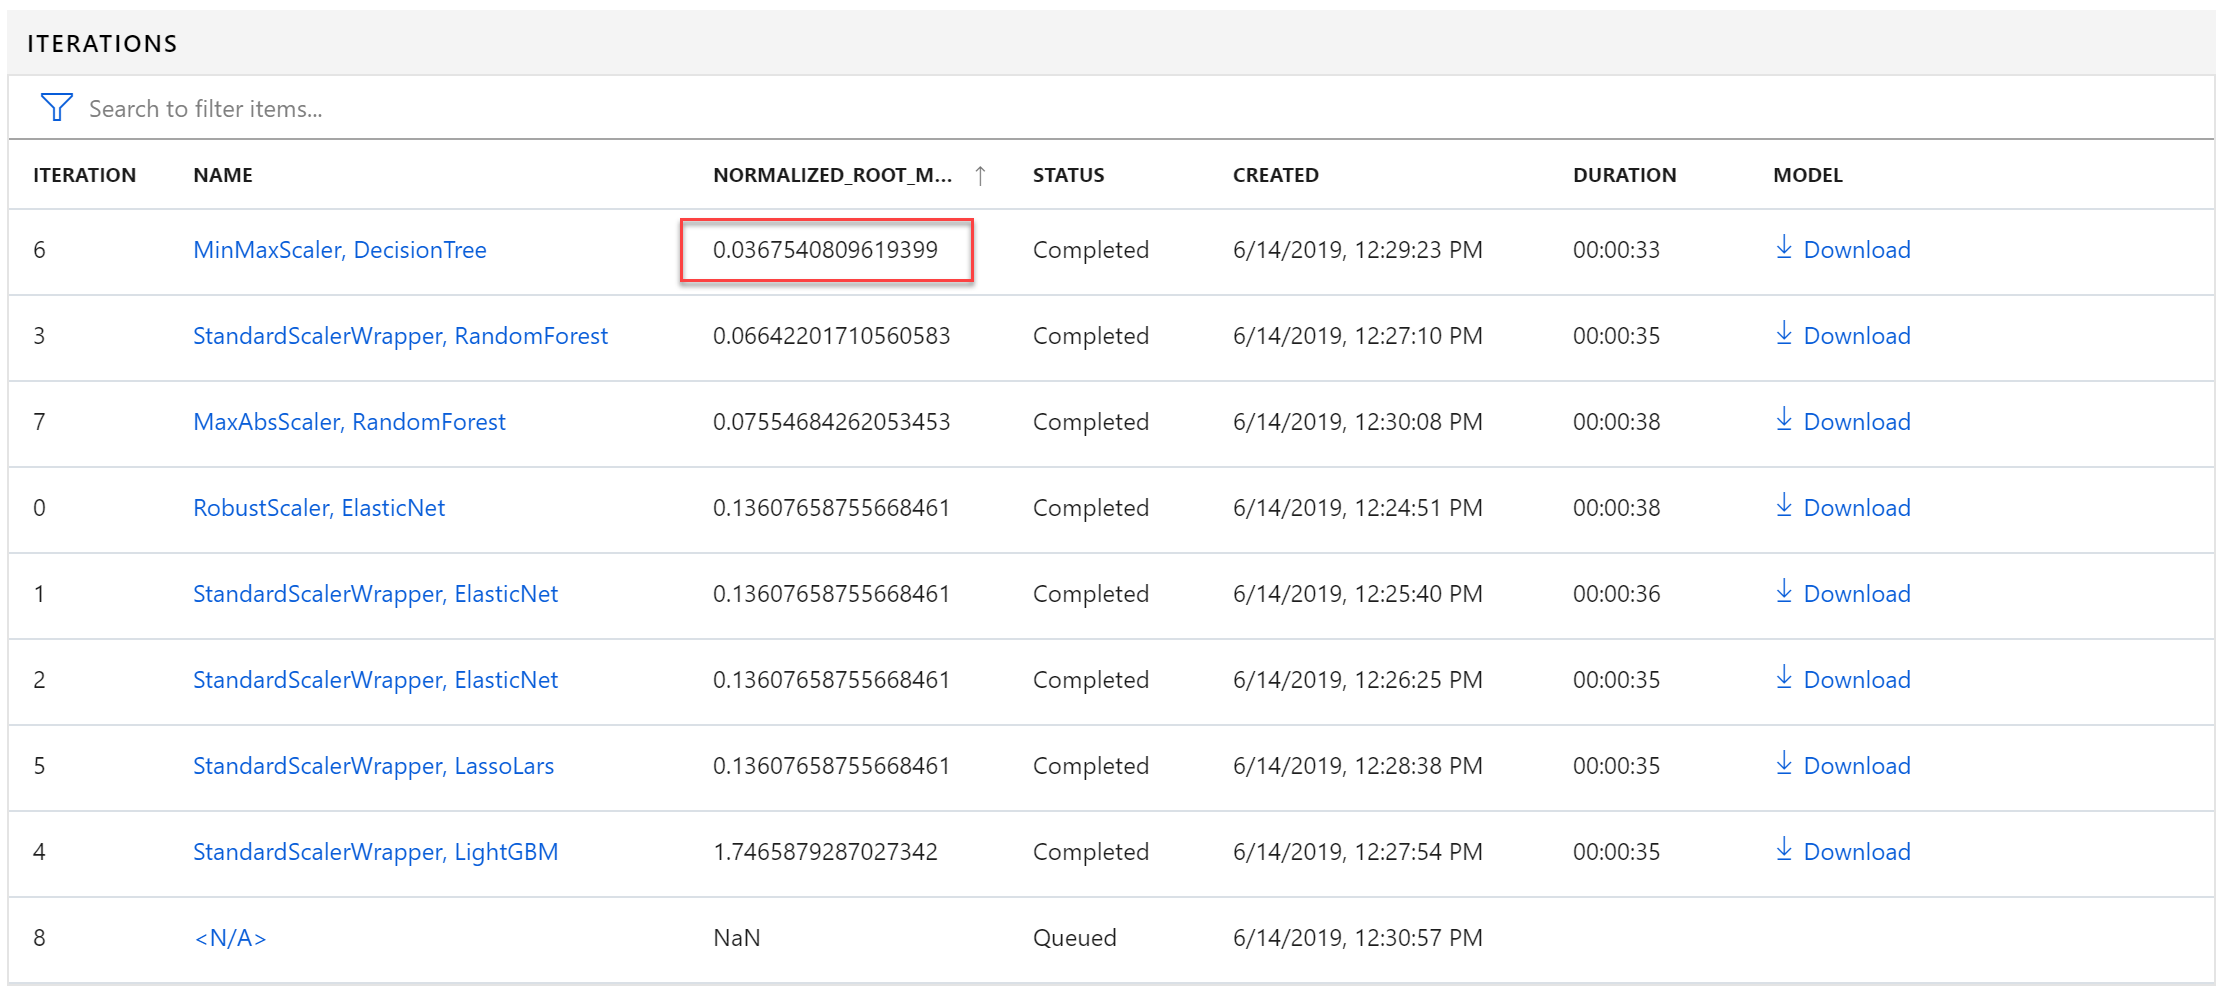 ITERATIONS
Search to filter items...
ITERATION NAME NORMALIZED_ROOT_M... ↑ STATUS CREATED DURATION MODEL
6 MinMaxScaler, DecisionTree 0.0367540809619399 Completed 6/14/2019, 12:29:23 PM 00:00:33 Download
3 StandardScalerWrapper, RandomForest 0.06642201710560583 Completed 6/14/2019, 12:27:10 PM 00:00:35 Download
7 MaxAbsScaler, RandomForest 0.07554684262053453 Completed 6/14/2019, 12:30:08 PM 00:00:38 Download
0 RobustScaler, ElasticNet 0.13607658755668461 Completed 6/14/2019, 12:24:51 PM 00:00:38 Download
1 StandardScalerWrapper, ElasticNet 0.13607658755668461 Completed 6/14/2019, 12:25:40 PM 00:00:36 Download
2 StandardScalerWrapper, ElasticNet 0.13607658755668461 Completed 6/14/2019, 12:26:25 PM 00:00:35 Download
5 StandardScalerWrapper, LassoLars 0.13607658755668461 Completed 6/14/2019, 12:28:38 PM 00:00:35 Download
4 StandardScalerWrapper, LightGBM 1.7465879287027342 Completed 6/14/2019, 12:27:54 PM 00:00:35 Download
8 <N/A> NaN Queued 6/14/2019, 12:30:57 PM